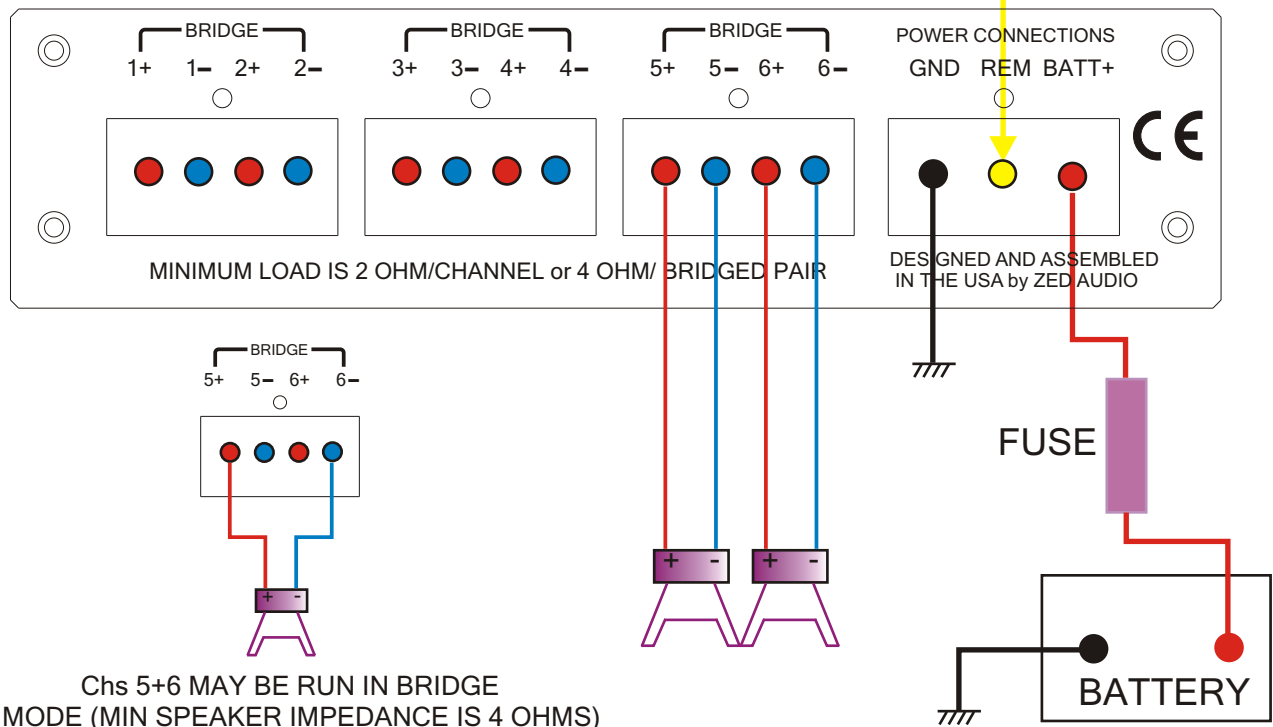 BRIDGE BRIDGE BRIDGE POWER CONNECTIONS
1+ 1– 2+ 2– 3+ 3– 4+ 4– 5+ 5– 6+ 6– GND REM BATT+
CE
MINIMUM LOAD IS 2 OHM/CHANNEL or 4 OHM/ BRIDGED PAIR
DESIGNED AND ASSEMBLED
IN THE USA by ZED AUDIO
BRIDGE
5+ 5– 6+ 6–
FUSE
+ - + -
+ -
BATTERY
Chs 5+6 MAY BE RUN IN BRIDGE
MODE (MIN SPEAKER IMPEDANCE IS 4 OHMS)